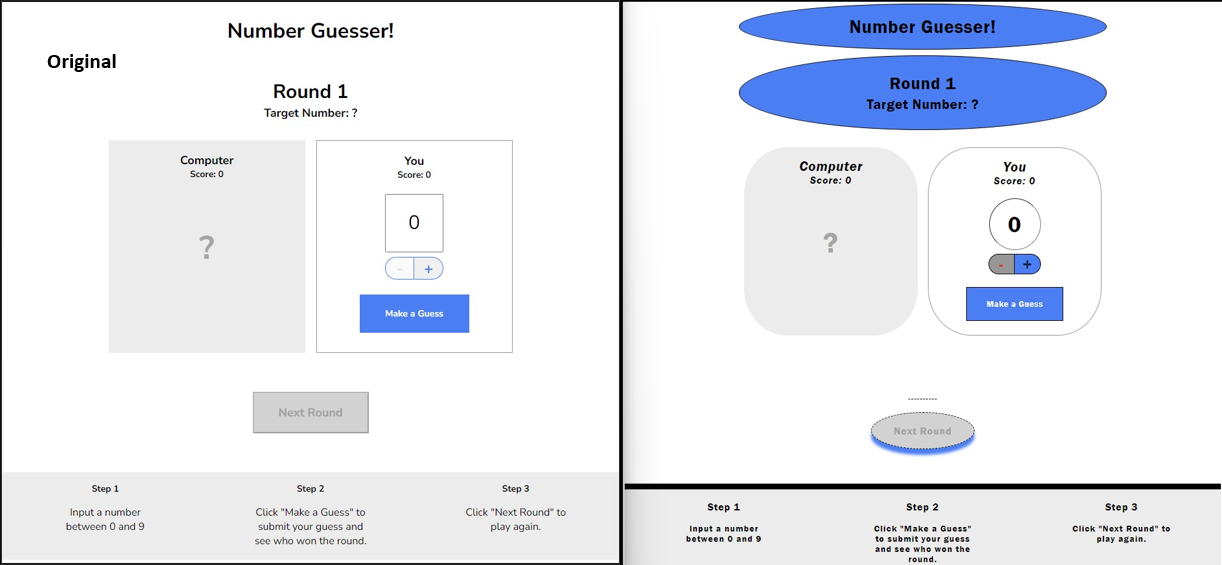 Number Guesser!
Original
Round 1
Target Number: ?
Computer
Score: 0
?
You
Score: 0
0
- +
Make a Guess
Next Round
Step 1
Input a number
between 0 and 9
Step 2
Click "Make a Guess" to
submit your guess and
see who won the round.
Step 3
Click "Next Round" to
play again.
Number Guesser!
Round 1
Target Number: ?
Computer
Score: 0
?
You
Score: 0
0
- +
Make a Guess
----------
Next Round
Step 1
Input a number
between 0 and 9
Step 2
Click "Make a Guess"
to submit your guess
and see who won the
round.
Step 3
Click "Next Round" to
play again.